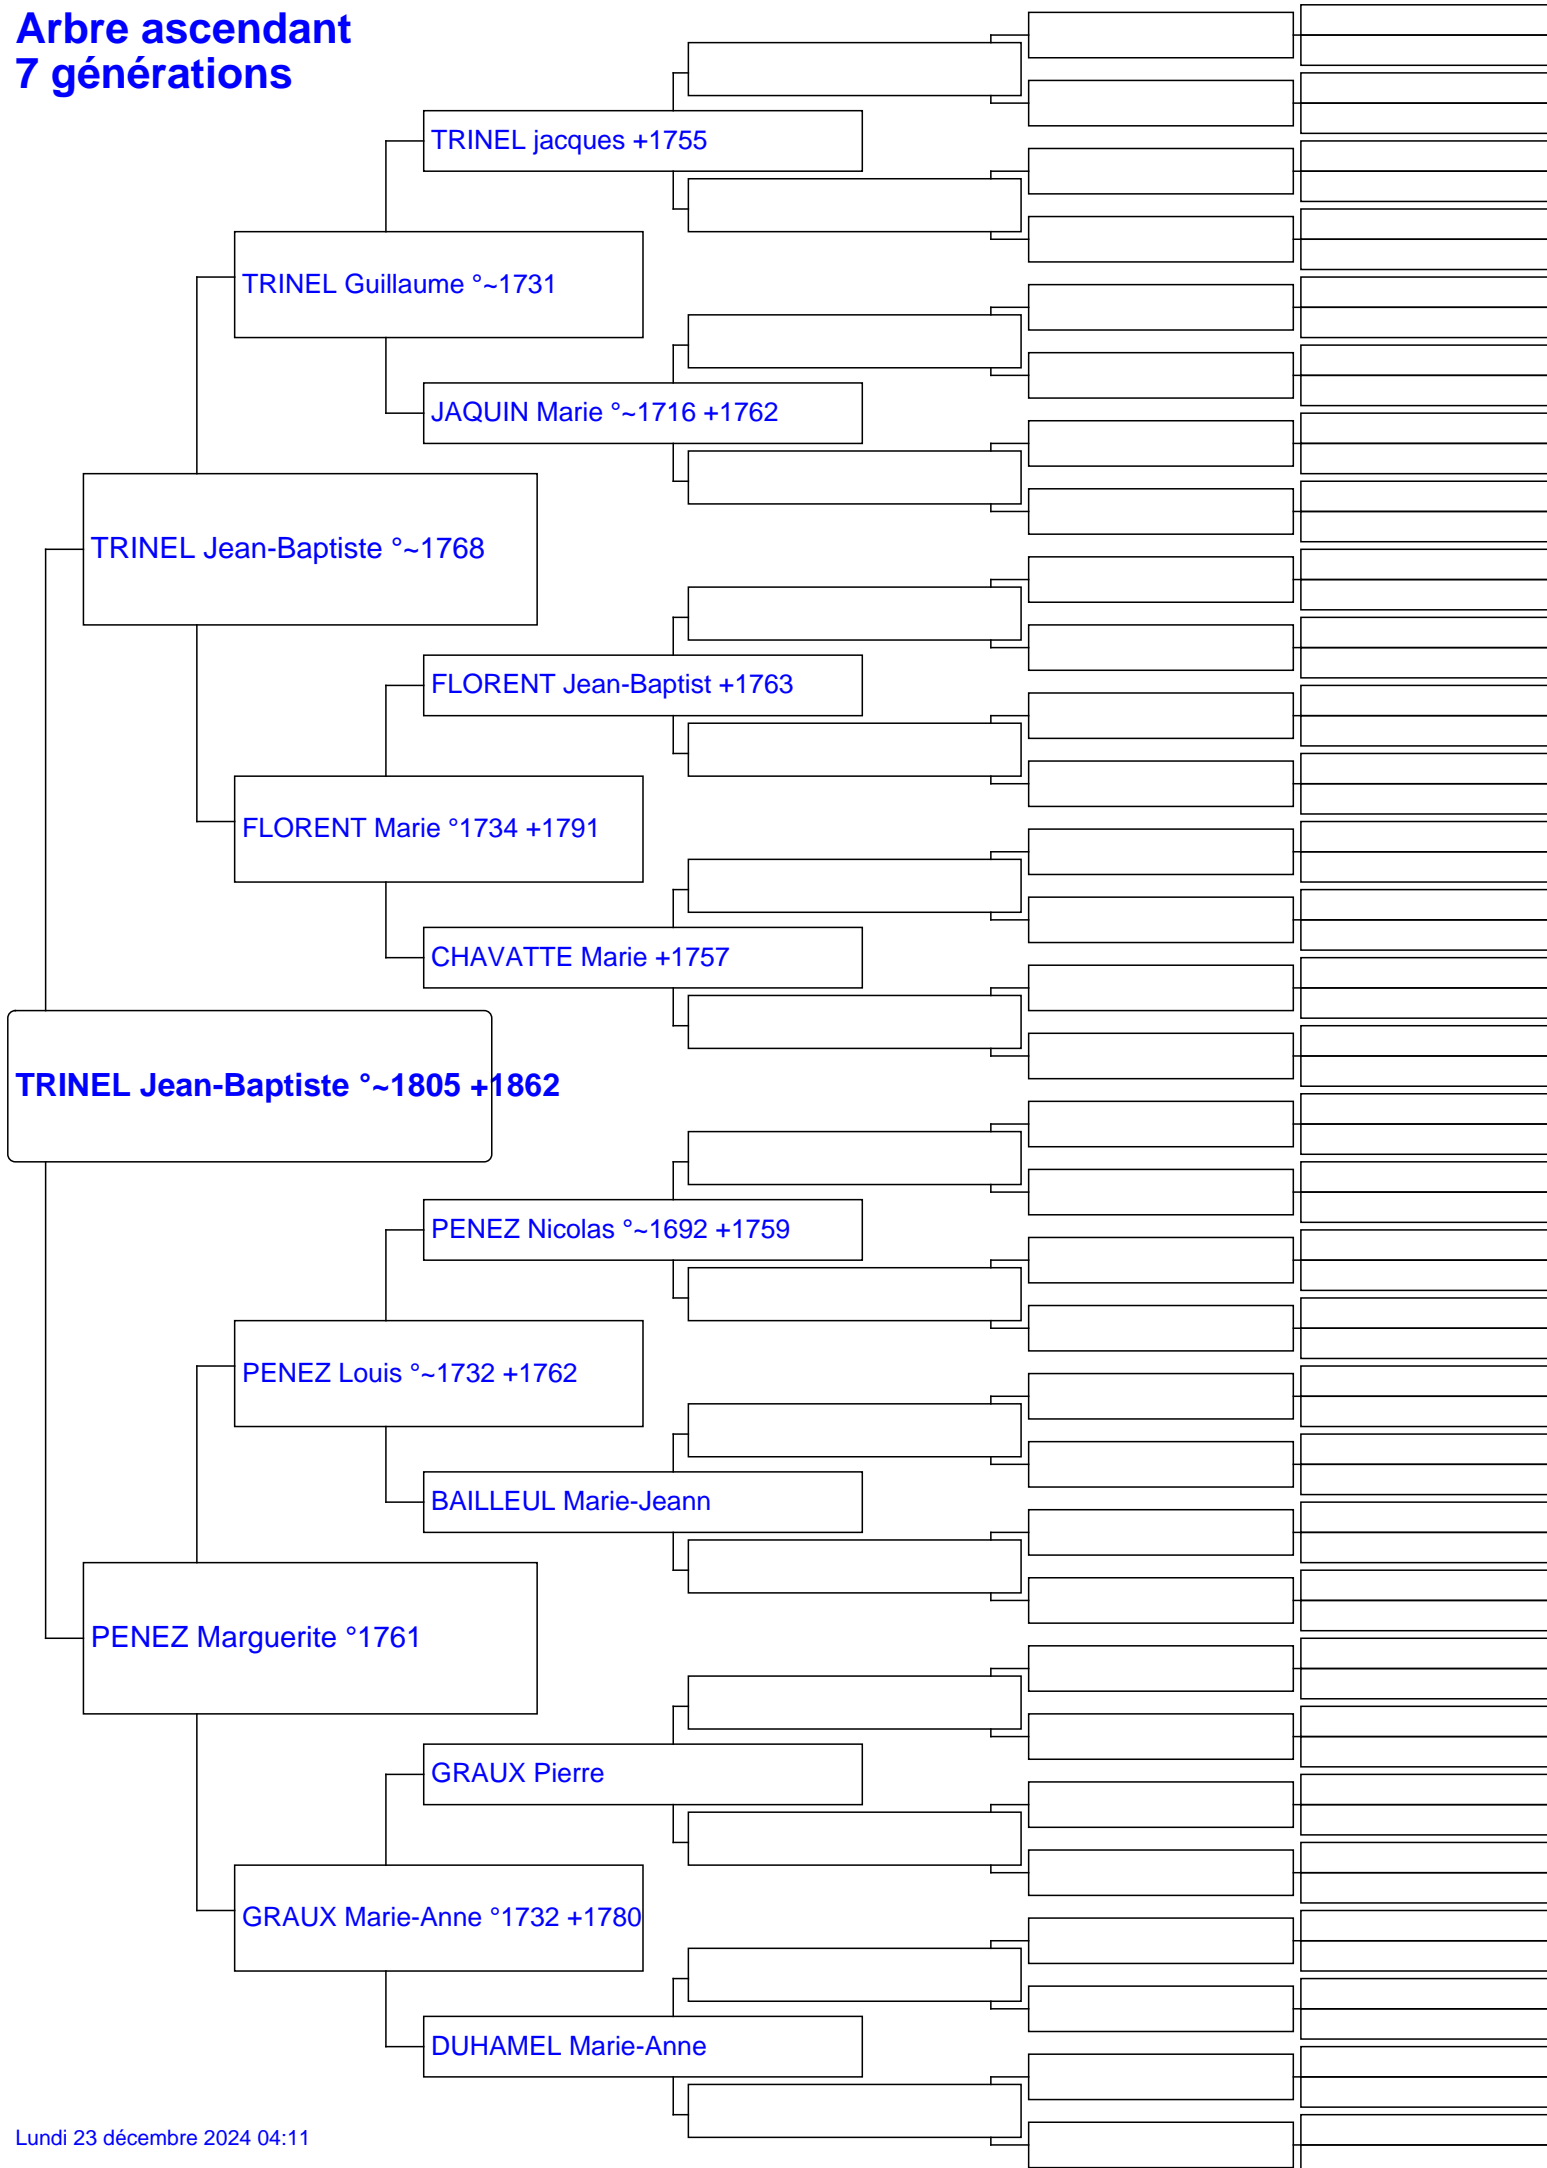 Arbre ascendant
7 générations
TRINEL jacques +1755
TRINEL Guillaume °~1731
JAQUIN Marie °~1716 +1762
TRINEL Jean-Baptiste °~1768
FLORENT Jean-Baptist +1763
FLORENT Marie °1734 +1791
CHAVATTE Marie +1757
TRINEL Jean-Baptiste °~1805 +1862
PENEZ Nicolas °~1692 +1759
PENEZ Louis °~1732 +1762
BAILLEUL Marie-Jeann
PENEZ Marguerite °1761
GRAUX Pierre
GRAUX Marie-Anne °1732 +1780
DUHAMEL Marie-Anne
Lundi 23 décembre 2024 04:11